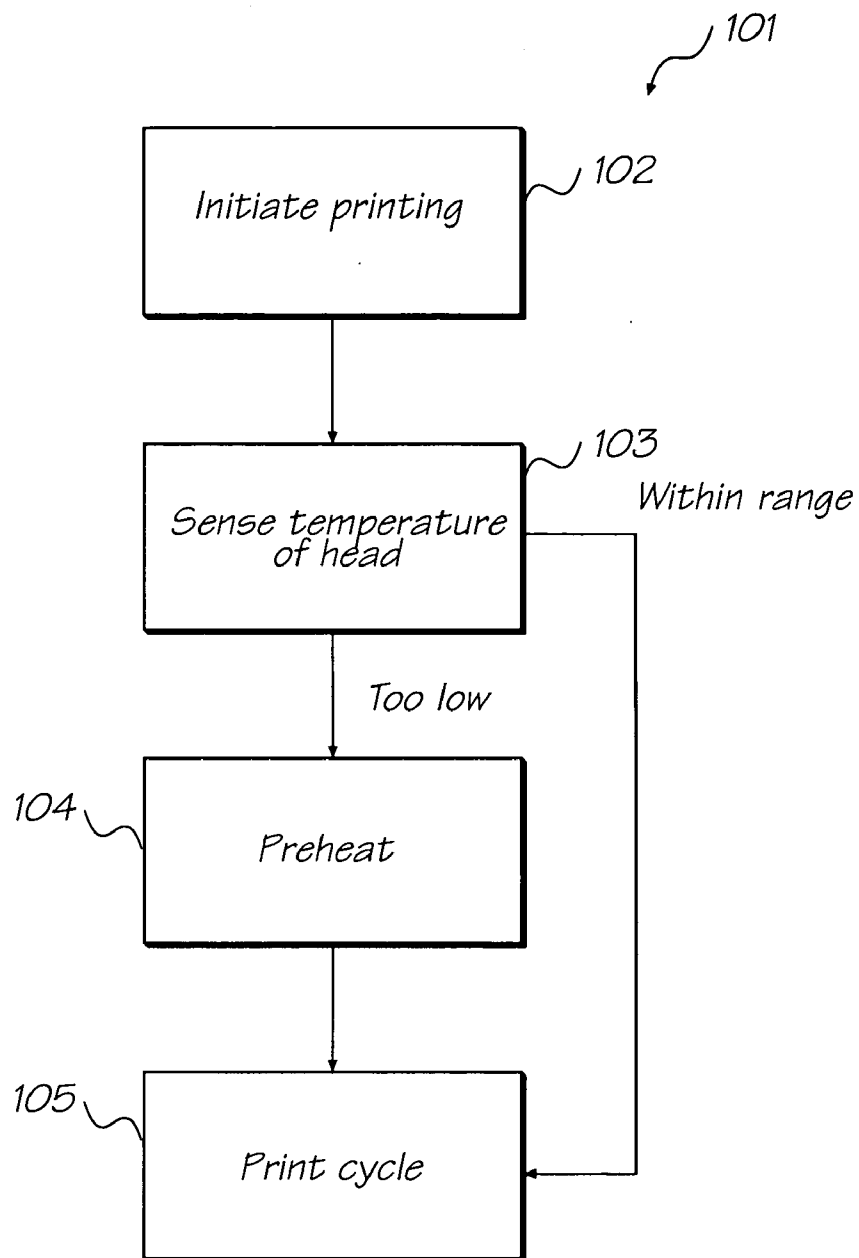 101
Initiate printing
102
103
Sense temperature
of head
Within range
Too low
104
Preheat
105
Print cycle